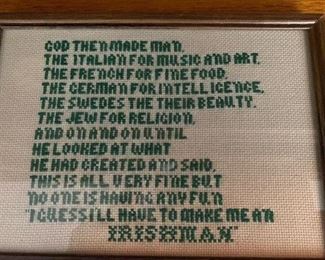 GOD THEN MADE MAN,
THE ITALIAN FOR MUSIC AND ART,
THE FRENCH FOR FINE FOOD,
THE GERMAN FOR INTELLIGENCE,
THE SWEDES THE THEIR BEAUTY,
THE JEW FOR RELIGION,
AND ON AND ON UNTIL
HE LOOKED AT WHAT
HE HAD CREATED AND SAID,
THIS IS ALL VERY FINE BUT
NO ONE IS HAVING ANY FUN
"I GUESS I'LL HAVE TO MAKE ME AN
IRISHMAN"